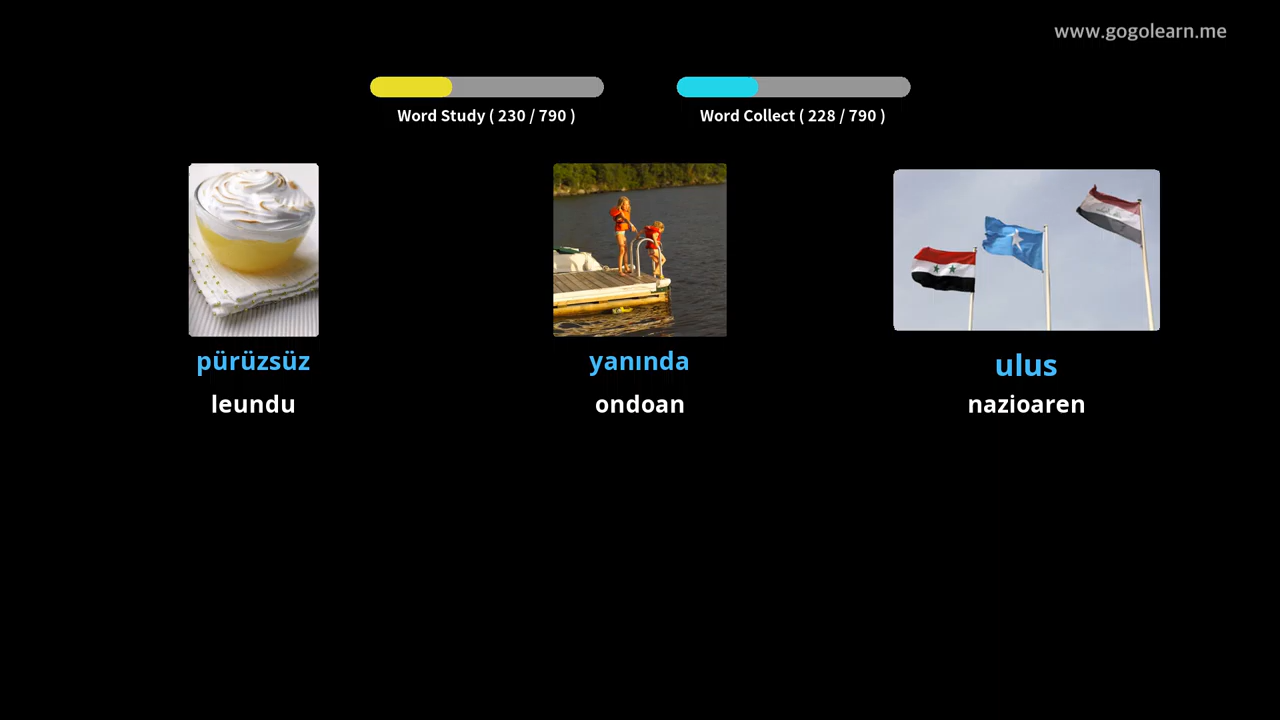 www.gogolearn.me
Word Study ( 230 / 790 )
Word Collect ( 228 / 790 )
pürüzsüz
leundu
yanında
ondoan
ulus
nazioaren